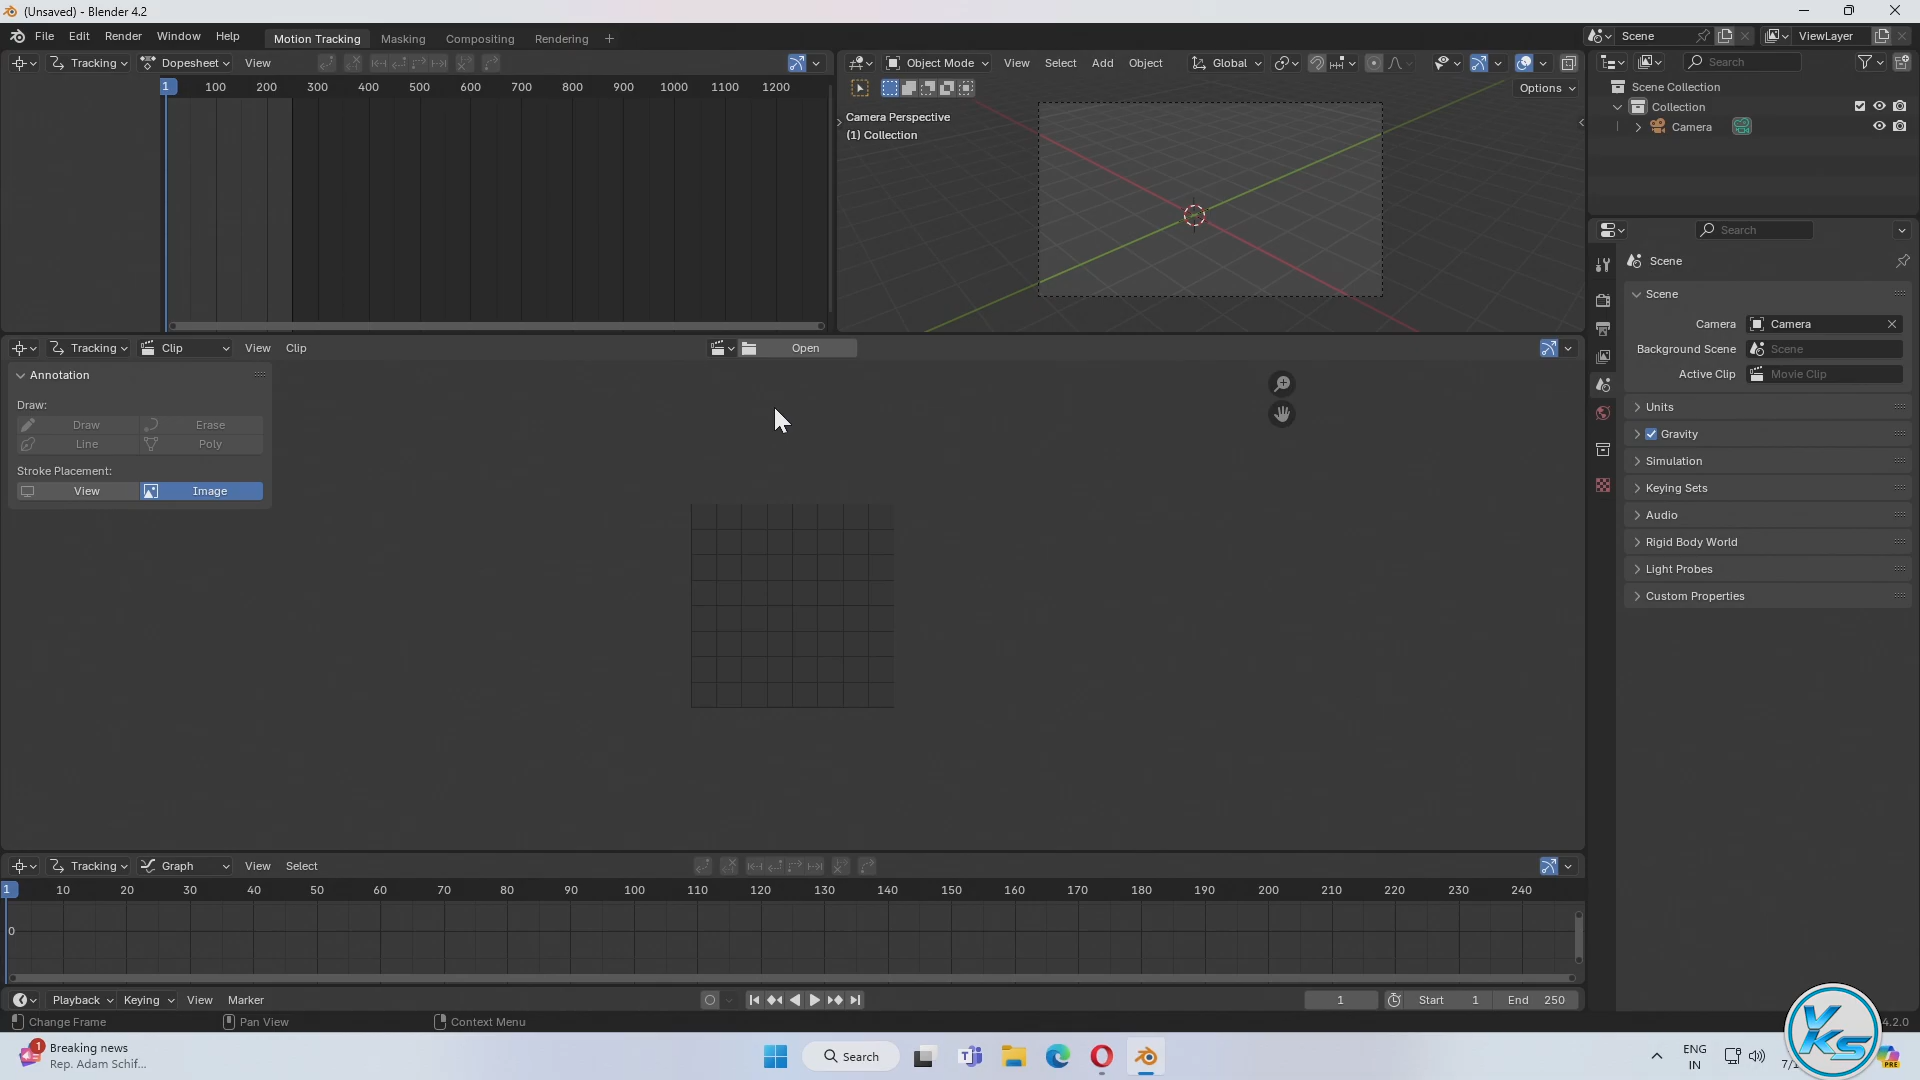 (Unsaved) - Blender 4.2
File Edit Render Window Help Motion Tracking Masking Compositing Rendering + Scene ViewLayer
Tracking Dopesheet View
1 100 200 300 400 500 600 700 800 900 1000 1100 1200
Object Mode View Select Add Object Global
Options
Camera Perspective
(1) Collection
Search
Scene Collection
Collection
Camera
Search
Scene
Scene
Camera Camera
Background Scene Scene
Active Clip Movie Clip
Units
Gravity
Simulation
Keying Sets
Audio
Rigid Body World
Light Probes
Custom Properties
Tracking Clip View Clip Open
Annotation
Draw:
Draw Erase
Line Poly
Stroke Placement:
View Image
Tracking Graph View Select
1 10 20 30 40 50 60 70 80 90 100 110 120 130 140 150 160 170 180 190 200 210 220 230 240
0
Playback Keying View Marker 1 Start 1 End 250
Change Frame Pan View Context Menu 4.2.0
1 Breaking news
Rep. Adam Schif...
Search
ENG
IN
PRE